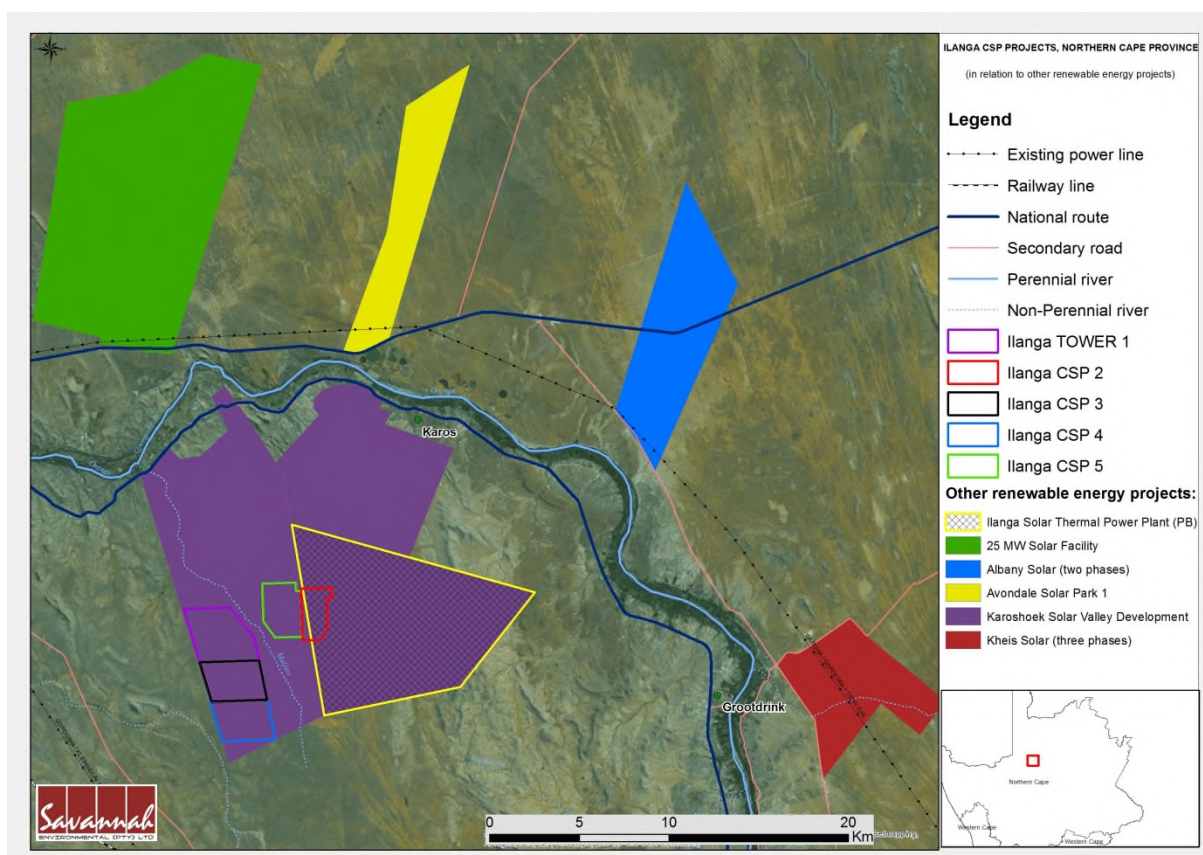 ILANGA CSP PROJECTS, NORTHERN CAPE PROVINCE
(in relation to other renewable energy projects)
Legend
Existing power line
Railway line
National route
Secondary road
Perennial river
Non-Perennial river
Ilanga TOWER 1
Ilanga CSP 2
Ilanga CSP 3
Ilanga CSP 4
Ilanga CSP 5
Other renewable energy projects:
Ilanga Solar Thermal Power Plant (PB)
25 MW Solar Facility
Albany Solar (two phases)
Avondale Solar Park 1
Karoshoek Solar Valley Development
Kheis Solar (three phases)
Karos
Grootdrink
Savannah
ENVIRONMENTAL (PTY) LTD
0 5 10 20
Km
Northern Cape
Western Cape
Western Cape